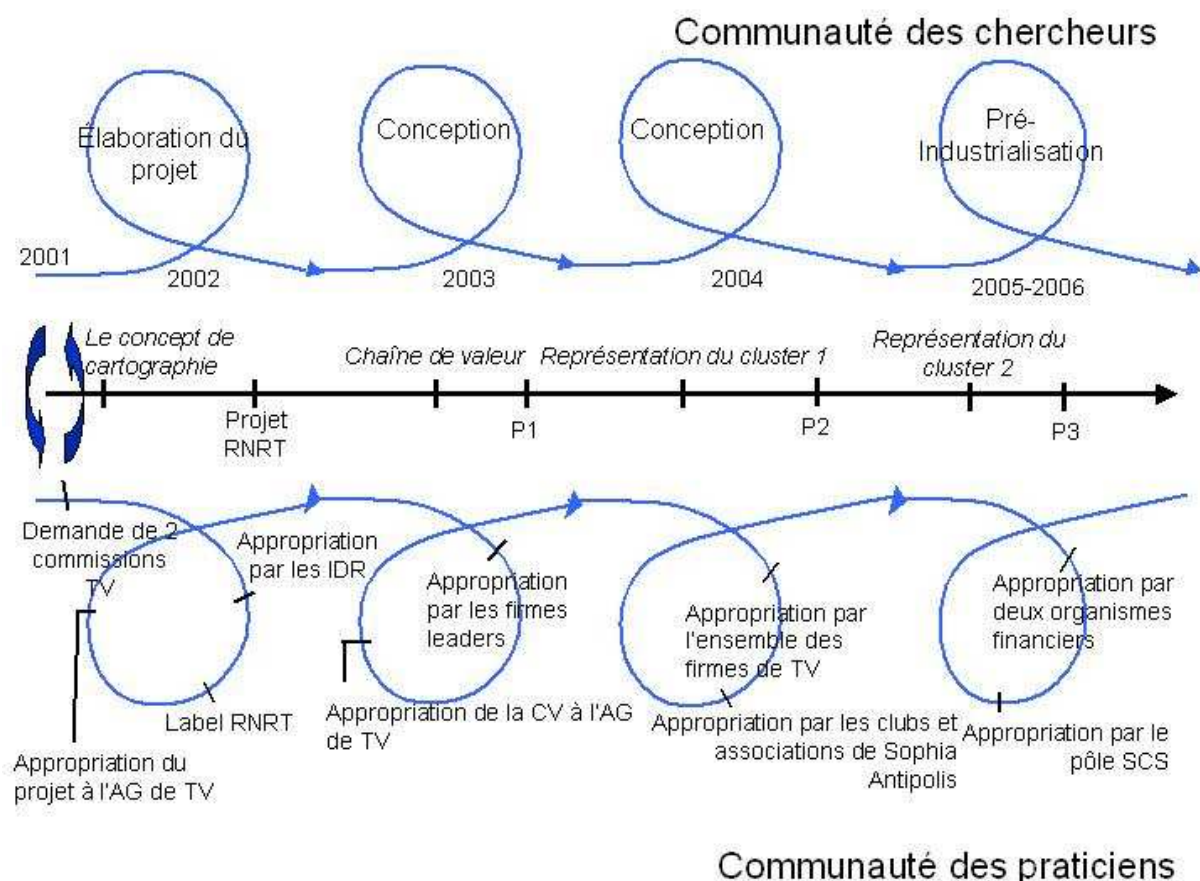 Communauté des chercheurs
Élaboration du
projet
Conception
Conception
Pré-
Industrialisation
2001
2002
2003
2004
2005-2006
Le concept de
cartographie
Chaîne de valeur
Représentation du cluster 1
Représentation du
cluster 2
Projet
RNRT
P1
P2
P3
Demande de 2
commissions
TV
Appropriation
par les IDR
Label RNRT
Appropriation du
projet à l'AG de TV
Appropriation
par les firmes
leaders
Appropriation de la CV à l'AG
de TV
Appropriation par
l'ensemble des
firmes de TV
Appropriation par les clubs et
associations de Sophia
Antipolis
Appropriation par
deux organismes
financiers
Appropriation par le
pôle SCS
Communauté des praticiens